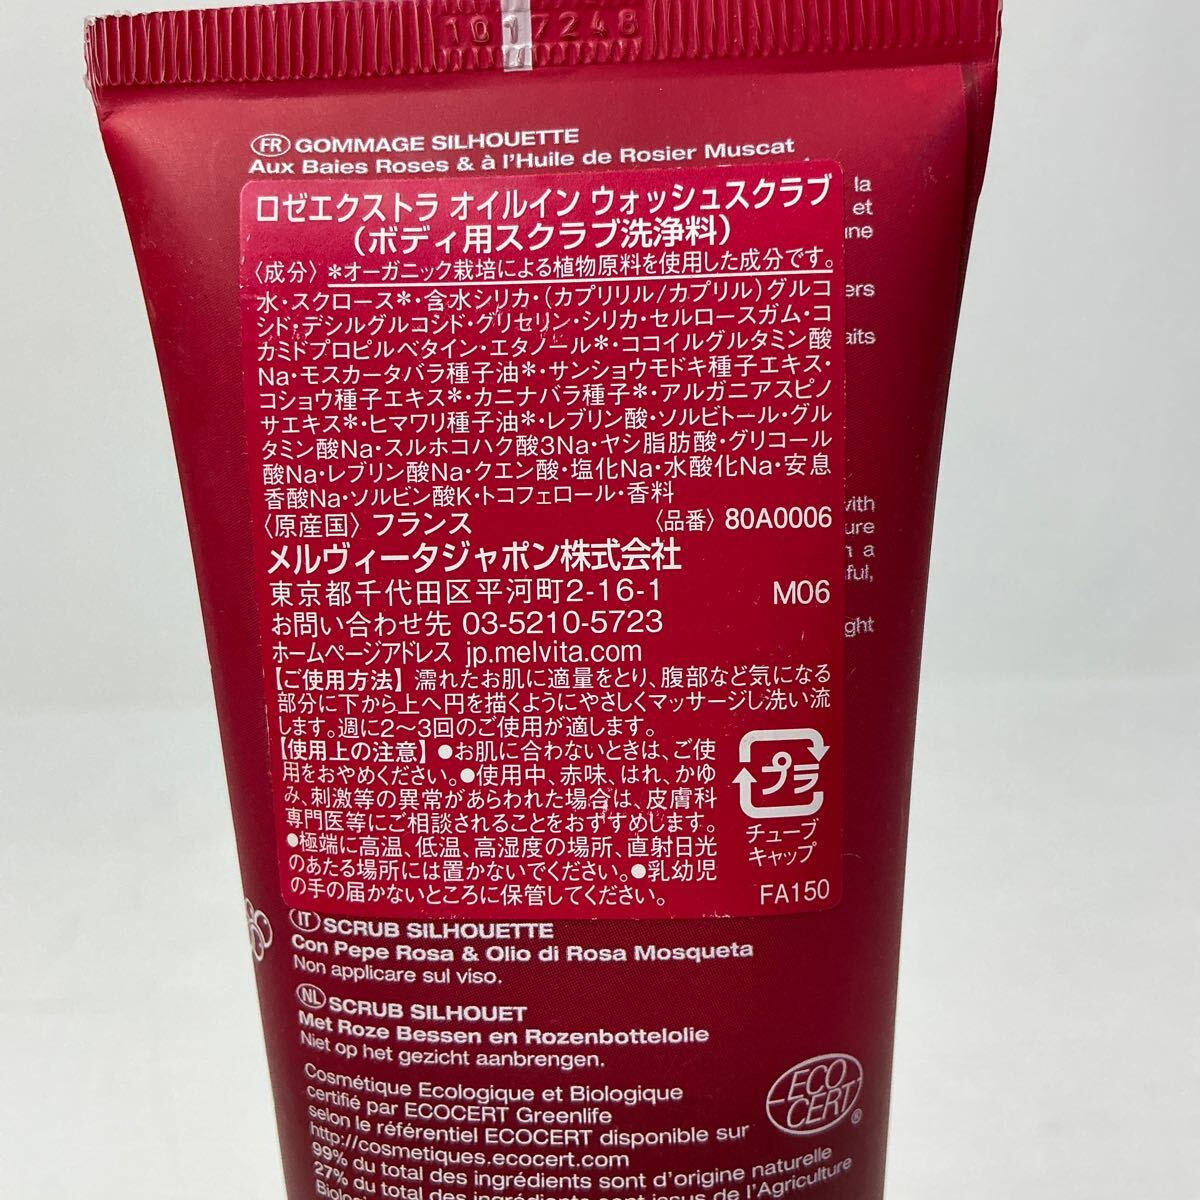 1017248
FR GOMMAGE SILHOUETTE
Aux Baies Roses & à l'Huile de Rosier Muscat
la
et
une
ロゼエクストラ オイルイン ウォッシュスクラブ
(ボディ用スクラブ洗浄料)
〈成分〉*オーガニック栽培による植物原料を使用した成分です。
水・スクロース*・含水シリカ・(カプリリル/カプリル)グルコ
シド・デシルグルコシド・グリセリン・シリカ・セルロースガム・コ
カミドプロピルベタイン・エタノール*・ココイルグルタミン酸
Na・モスカータバラ種子油*・サンショウモドキ種子エキス・
コショウ種子エキス*・カニナバラ種子*・アルガニアスピノ
サエキス*・ヒマワリ種子油*・レブリン酸・ソルビトール・グル
タミン酸Na・スルホコハク酸3Na・ヤシ脂肪酸・グリコール
酸Na・レブリン酸Na・クエン酸・塩化Na・水酸化Na・安息
香酸Na・ソルビン酸K・トコフェロール・香料
〈原産国〉フランス 〈品番〉80A0006
メルヴィータジャポン株式会社
東京都千代田区平河町2-16-1 M06
お問い合わせ先 03-5210-5723
ホームページアドレス jp.melvita.com
【ご使用方法】濡れたお肌に適量をとり、腹部など気になる
部分に下から上へ円を描くようにやさしくマッサージし洗い流
します。週に2〜3回のご使用が適します。
【使用上の注意】●お肌に合わないときは、ご使
用をおやめください。●使用中、赤味、はれ、かゆ
み、刺激等の異常があらわれた場合は、皮膚科
専門医等にご相談されることをおすすめします。
●極端に高温、低温、高湿度の場所、直射日光
のあたる場所には置かないでください。●乳幼児
の手の届かないところに保管してください。
プラ
チューブ
キャップ
FA150
ers
aits
with
ure
n a
ful,
ght
IT SCRUB SILHOUETTE
Con Pepe Rosa & Olio di Rosa Mosqueta
Non applicare sul viso.
NL SCRUB SILHOUET
Met Roze Bessen en Rozenbottelolie
Niet op het gezicht aanbrengen.
Cosmétique Ecologique et Biologique
certifié par ECOCERT Greenlife
selon le référentiel ECOCERT disponible sur
http://cosmetiques.ecocert.com
99% du total des ingrédients sont d'origine naturelle
27% du total des ingrédients sont issus de l'Agriculture
ECO
CERT
®